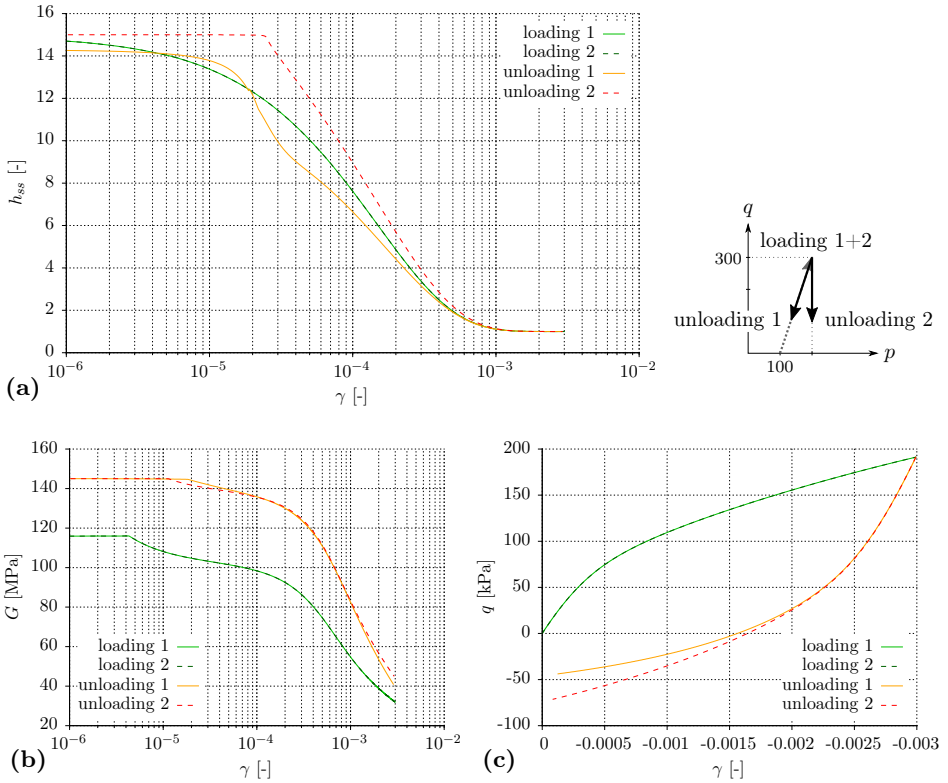 16
14
12
10
8
6
4
2
0
h_ss [-]
10^-6
10^-5
10^-4
10^-3
10^-2
γ [-]
loading 1
loading 2
unloading 1
unloading 2
(a)
q
loading 1+2
300
unloading 1
unloading 2
100
p
160
140
120
100
80
60
40
20
G [MPa]
loading 1
loading 2
unloading 1
unloading 2
10^-6
10^-5
10^-4
10^-3
10^-2
γ [-]
(b)
200
150
100
50
0
-50
-100
q [kPa]
loading 1
loading 2
unloading 1
unloading 2
0
-0.0005
-0.001
-0.0015
-0.002
-0.0025
-0.003
γ [-]
(c)